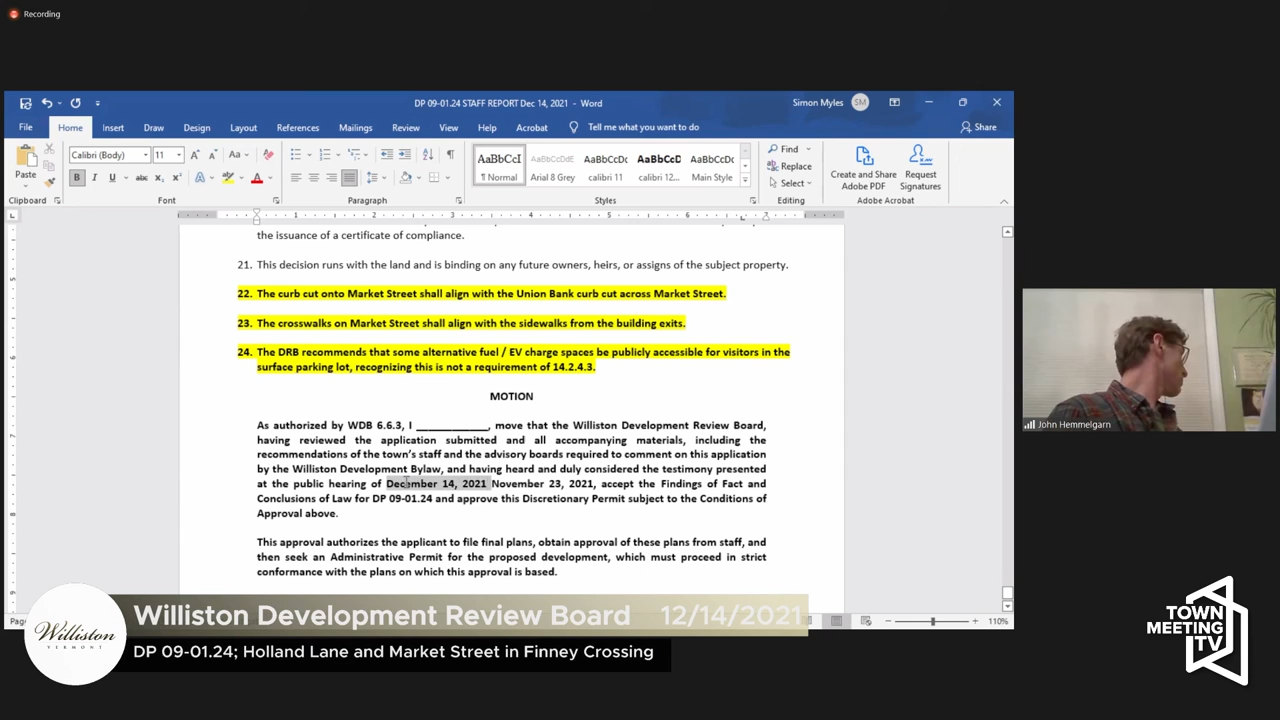 Recording
DP 09-01.24 STAFF REPORT Dec 14, 2021 - Word
Simon Myles
SM
File
Home
Insert
Draw
Design
Layout
References
Mailings
Review
View
Help
Acrobat
Tell me what you want to do
Share
Paste
Clipboard
Calibri (Body)
11
Font
Paragraph
AaBbCcI
¶ Normal
AaBbCcDdE
Arial 8 Grey
AaBbCcDc
calibri 11
AaBbCcD
calibri 12...
AaBbCcDc
Main Style
Styles
Find
Replace
Select
Editing
Create and Share
Adobe PDF
Request
Signatures
Adobe Acrobat
1 2 3 4 5 6 7
the issuance of a certificate of compliance.
21. This decision runs with the land and is binding on any future owners, heirs, or assigns of the subject property.
22. The curb cut onto Market Street shall align with the Union Bank curb cut across Market Street.
23. The crosswalks on Market Street shall align with the sidewalks from the building exits.
24. The DRB recommends that some alternative fuel / EV charge spaces be publicly accessible for visitors in the
surface parking lot, recognizing this is not a requirement of 14.2.4.3.
MOTION
As authorized by WDB 6.6.3, I ____________, move that the Williston Development Review Board,
having reviewed the application submitted and all accompanying materials, including the
recommendations of the town's staff and the advisory boards required to comment on this application
by the Williston Development Bylaw, and having heard and duly considered the testimony presented
at the public hearing of December 14, 2021 November 23, 2021, accept the Findings of Fact and
Conclusions of Law for DP 09-01.24 and approve this Discretionary Permit subject to the Conditions of
Approval above.
This approval authorizes the applicant to file final plans, obtain approval of these plans from staff, and
then seek an Administrative Permit for the proposed development, which must proceed in strict
conformance with the plans on which this approval is based.
110%
John Hemmelgarn
Williston
VERMONT
Williston Development Review Board 12/14/2021
DP 09-01.24; Holland Lane and Market Street in Finney Crossing
TOWN
MEETING
TV